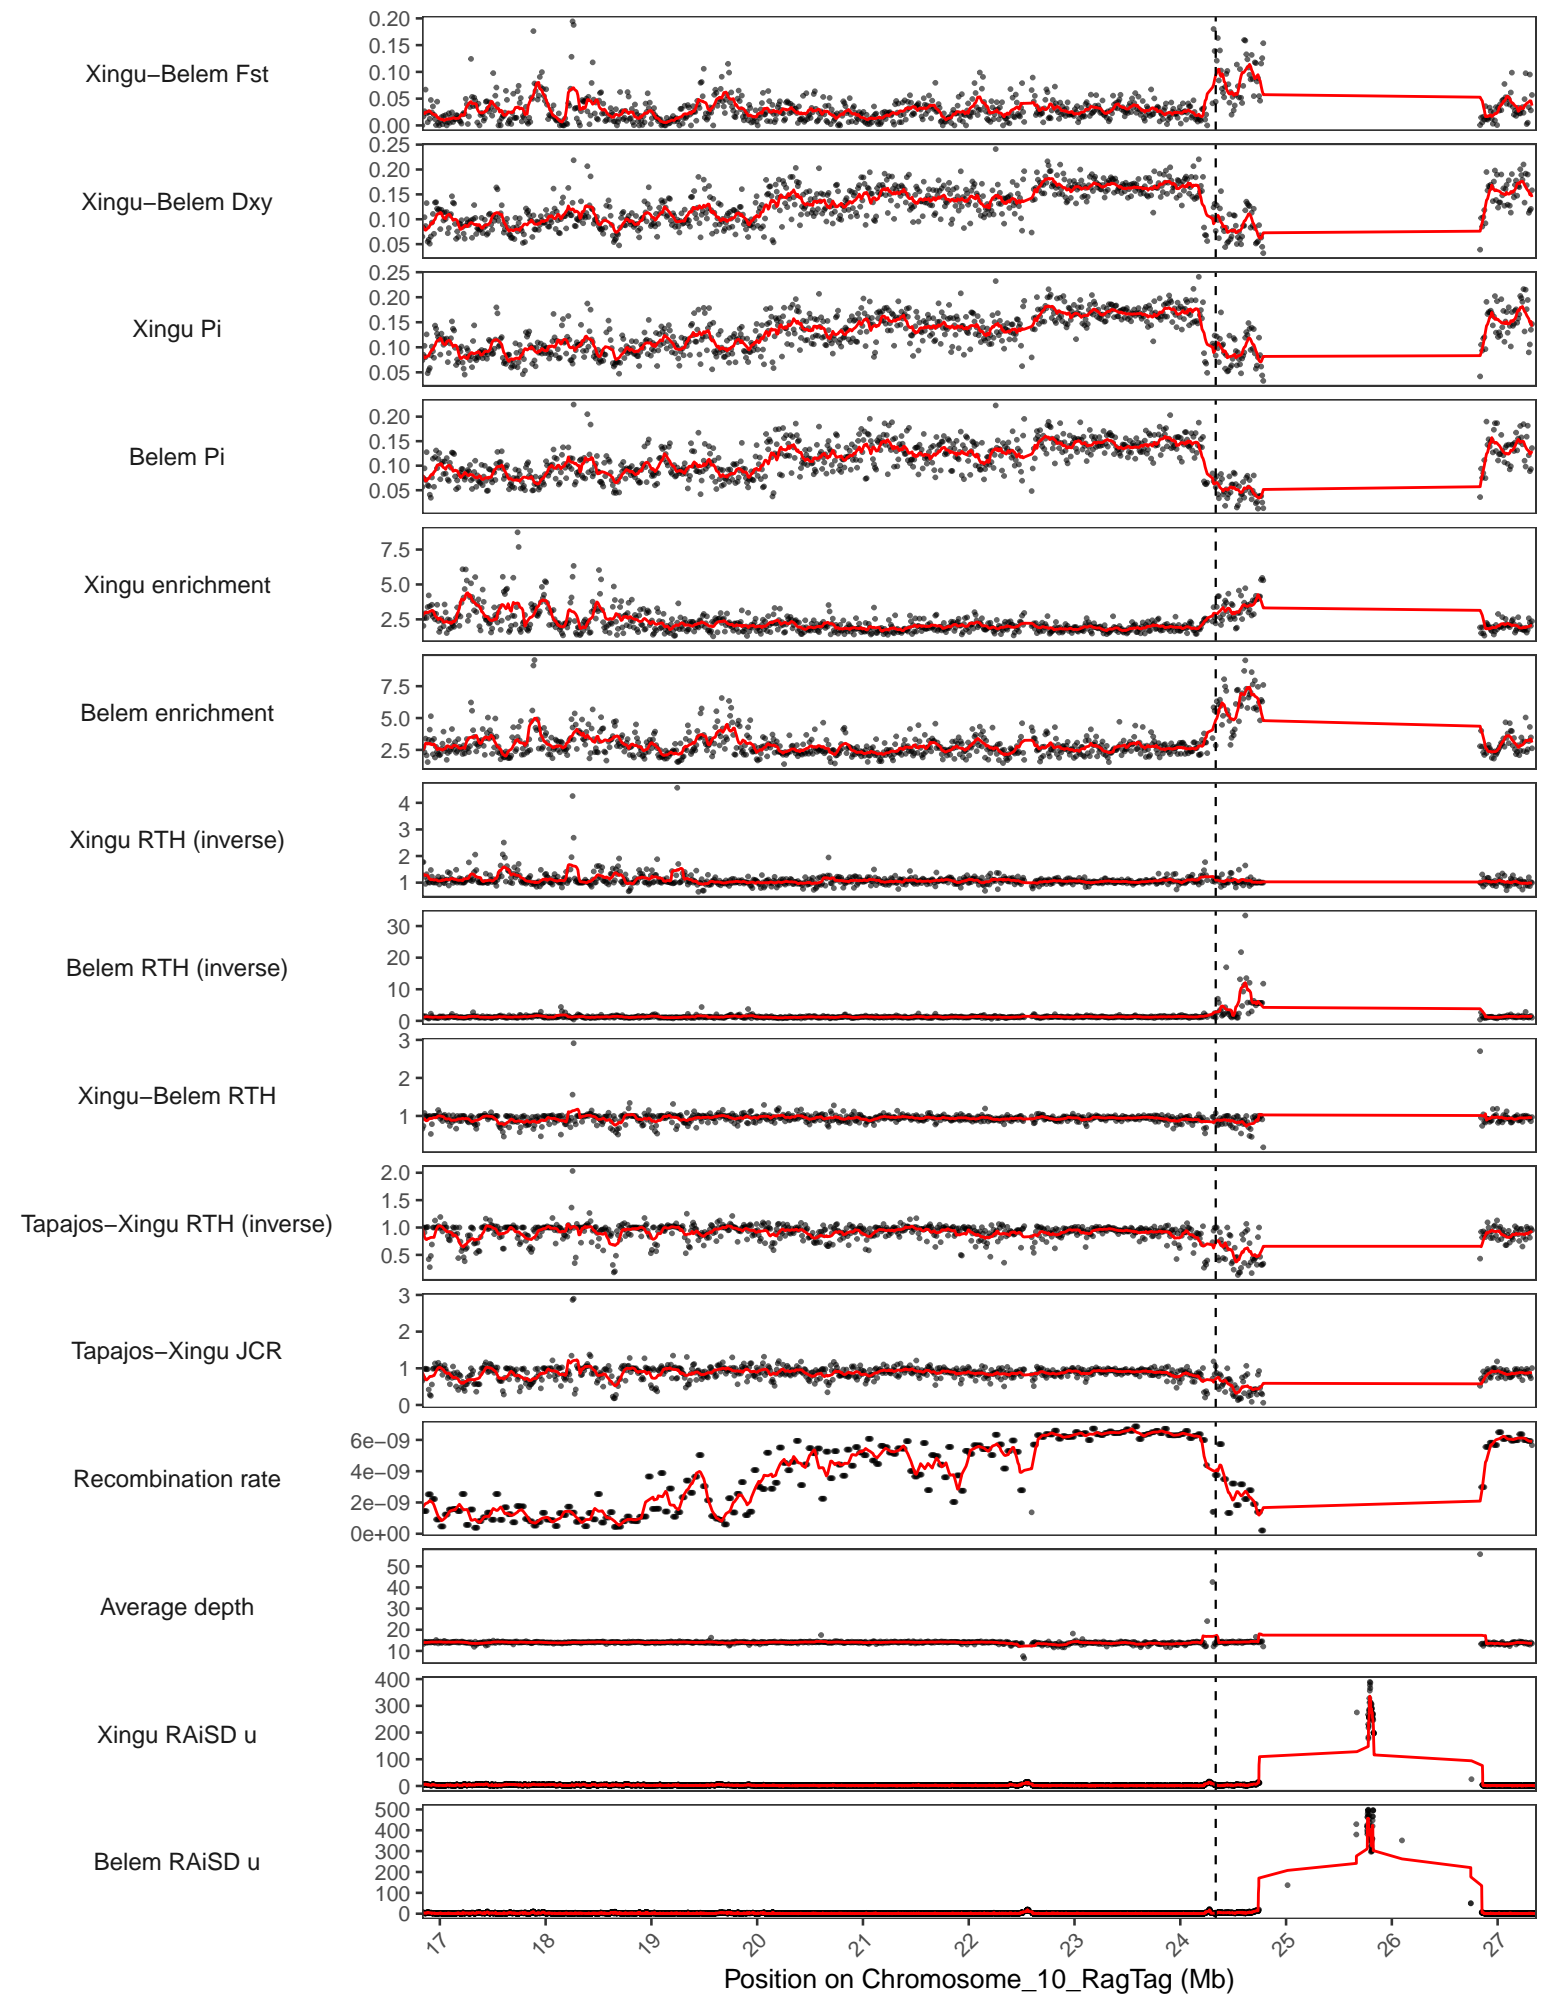 Xingu−Belem Fst
0.20
0.15
0.10
0.05
0.00
Xingu−Belem Dxy
0.25
0.20
0.15
0.10
0.05
Xingu Pi
0.25
0.20
0.15
0.10
0.05
Belem Pi
0.20
0.15
0.10
0.05
Xingu enrichment
7.5
5.0
2.5
Belem enrichment
7.5
5.0
2.5
Xingu RTH (inverse)
4
3
2
1
Belem RTH (inverse)
30
20
10
0
Xingu−Belem RTH
3
2
1
Tapajos−Xingu RTH (inverse)
2.0
1.5
1.0
0.5
Tapajos−Xingu JCR
3
2
1
0
Recombination rate
6e−09
4e−09
2e−09
0e+00
Average depth
50
40
30
20
10
Xingu RAiSD u
400
300
200
100
0
Belem RAiSD u
500
400
300
200
100
0
17 18 19 20 21 22 23 24 25 26 27
Position on Chromosome_10_RagTag (Mb)